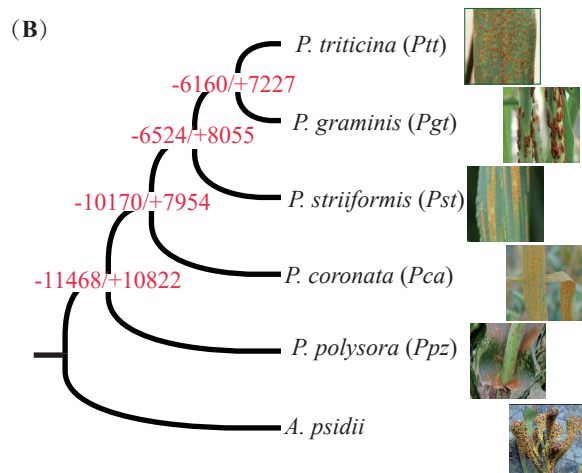 (B)
P. triticina (Ptt)
-6160/+7227
P. graminis (Pgt)
-6524/+8055
P. striiformis (Pst)
-10170/+7954
P. coronata (Pca)
-11468/+10822
P. polysora (Ppz)
A. psidii